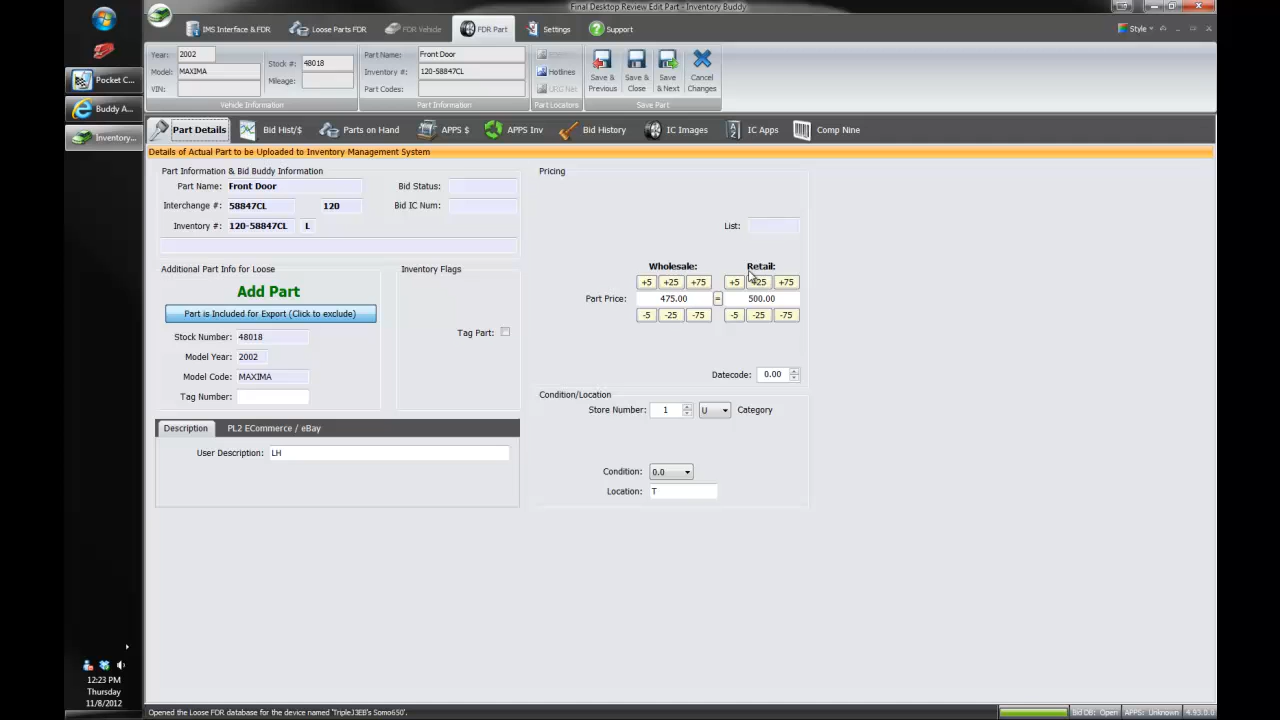 Final Desktop Review Edit Part - Inventory Buddy
IMS Interface & FDR
Loose Parts FDR
FDR Vehicle
FDR Part
Settings
Support
Style
Year: 2002
Model: MAXIMA
VIN:
Stock #: 48018
Mileage:
Vehicle Information
Part Name: Front Door
Inventory #: 120-58847CL
Part Codes:
Part Information
Hotlines
Part Locators
Save & Previous
Save & Close
Save & Next
Cancel Changes
Save Part
Pocket C...
Buddy A...
Inventory...
Part Details
Bid Hist/$
Parts on Hand
APPS $
APPS Inv
Bid History
IC Images
IC Apps
Comp Nine
Details of Actual Part to be Uploaded to Inventory Management System
Part Information & Bid Buddy Information
Part Name: Front Door
Bid Status:
Interchange #: 58847CL 120
Bid IC Num:
Inventory #: 120-58847CL L
Pricing
List:
Wholesale: Retail:
+5 +25 +75 +5 +25 +75
Part Price: 475.00 = 500.00
-5 -25 -75 -5 -25 -75
Datecode: 0.00
Additional Part Info for Loose
Add Part
Part is Included for Export (Click to exclude)
Stock Number: 48018
Model Year: 2002
Model Code: MAXIMA
Tag Number:
Inventory Flags
Tag Part:
Condition/Location
Store Number: 1 U Category
Condition: 0.0
Location: T
Description
PL2 ECommerce / eBay
User Description: LH
12:23 PM
Thursday
11/8/2012
Opened the Loose FDR database for the device named 'TripleJ3EB's Somo650'.
Bid DB: Open
APPS: Unknown
4.95.0.0